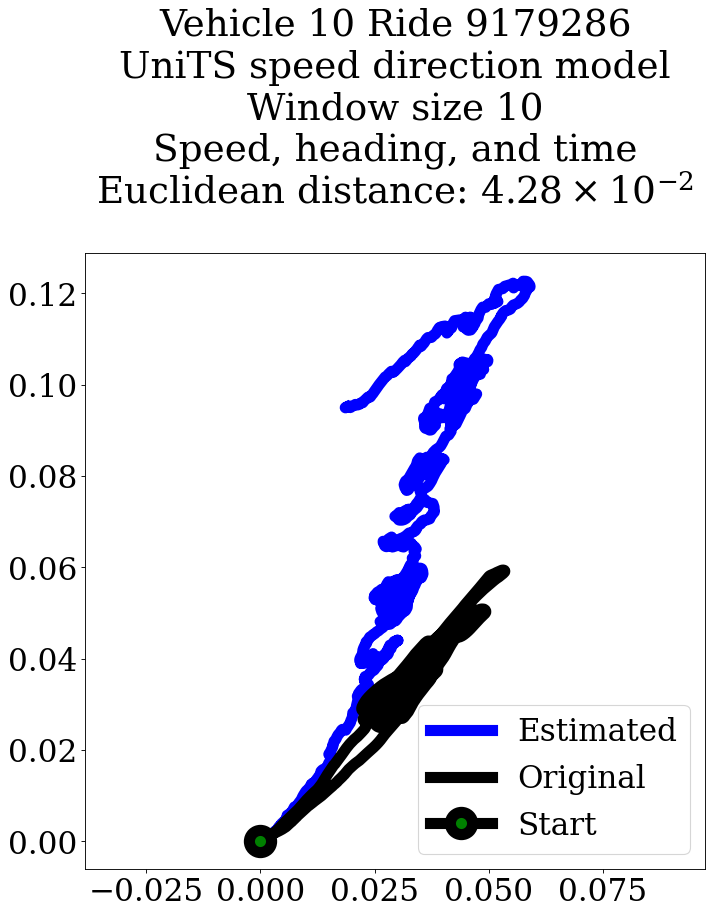 Vehicle 10 Ride 9179286
UniTS speed direction model
Window size 10
Speed, heading, and time
Euclidean distance: 4.28 × 10⁻²
0.12
0.10
0.08
0.06
0.04
0.02
0.00
Estimated
Original
Start
−0.025 0.000 0.025 0.050 0.075